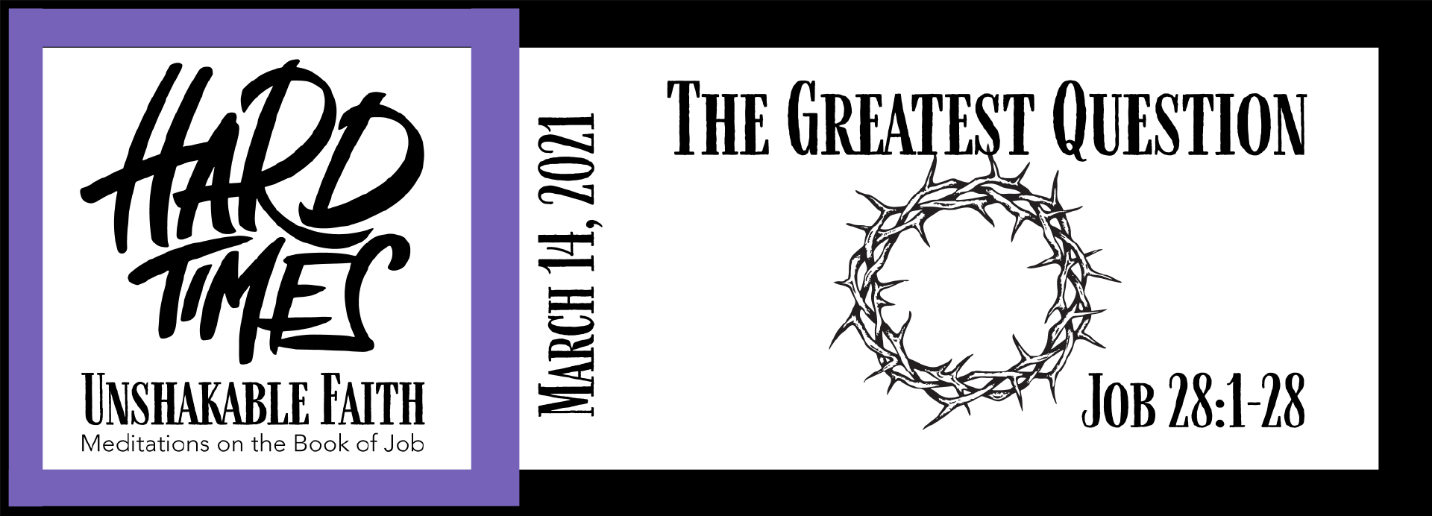 HARD
TIMES
UNSHAKABLE FAITH
Meditations on the Book of Job
MARCH 14, 2021
THE GREATEST QUESTION
JOB 28:1-28